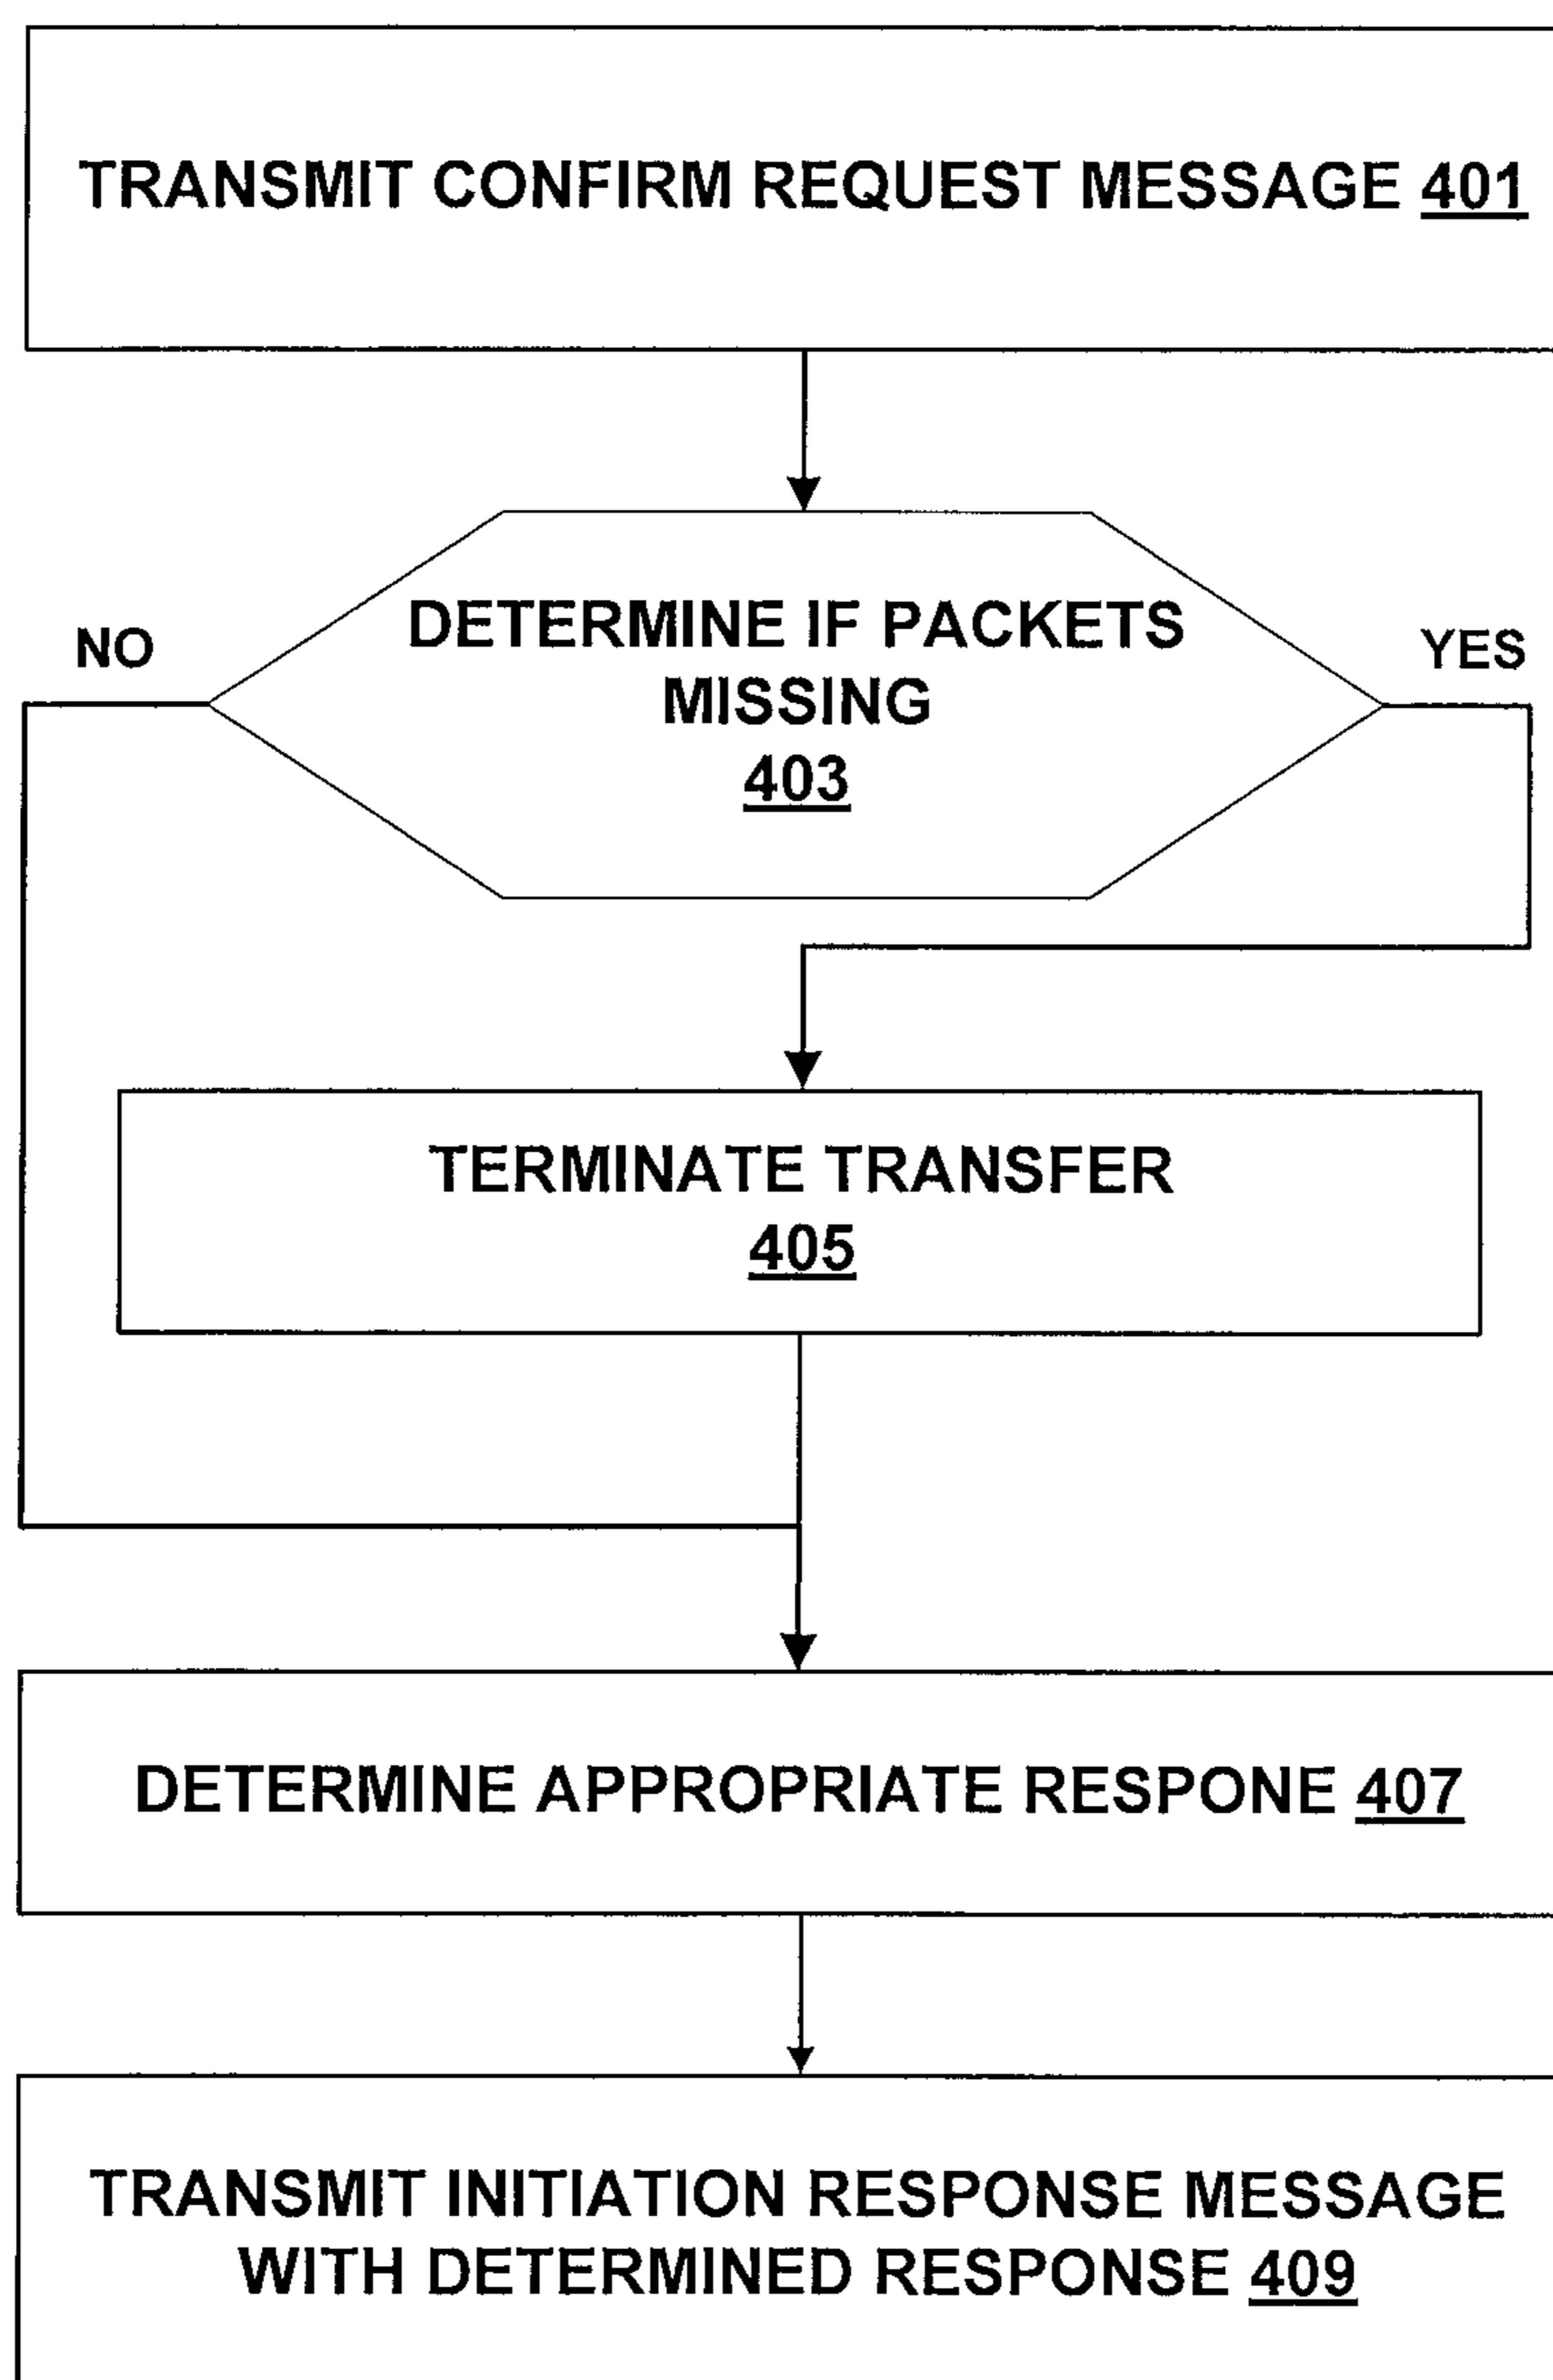 TRANSMIT CONFIRM REQUEST MESSAGE 401
DETERMINE IF PACKETS
MISSING
403
NO
YES
TERMINATE TRANSFER
405
DETERMINE APPROPRIATE RESPONE 407
TRANSMIT INITIATION RESPONSE MESSAGE
WITH DETERMINED RESPONSE 409